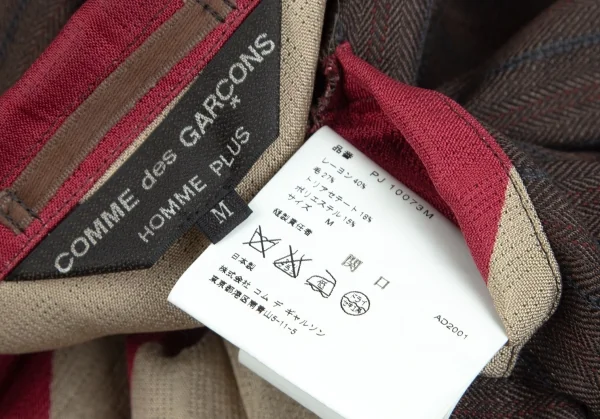 COMME des GARÇONS
HOMME PLUS
M
品番 PJ 10073M
レーヨン 40%
毛 27%
トリアセテート 18%
ポリエステル 15%
サイズ M
縫製責任者
関 口
日本製
株式会社 コム デ ギャルソン
東京都港区南青山5-11-5
AD2001